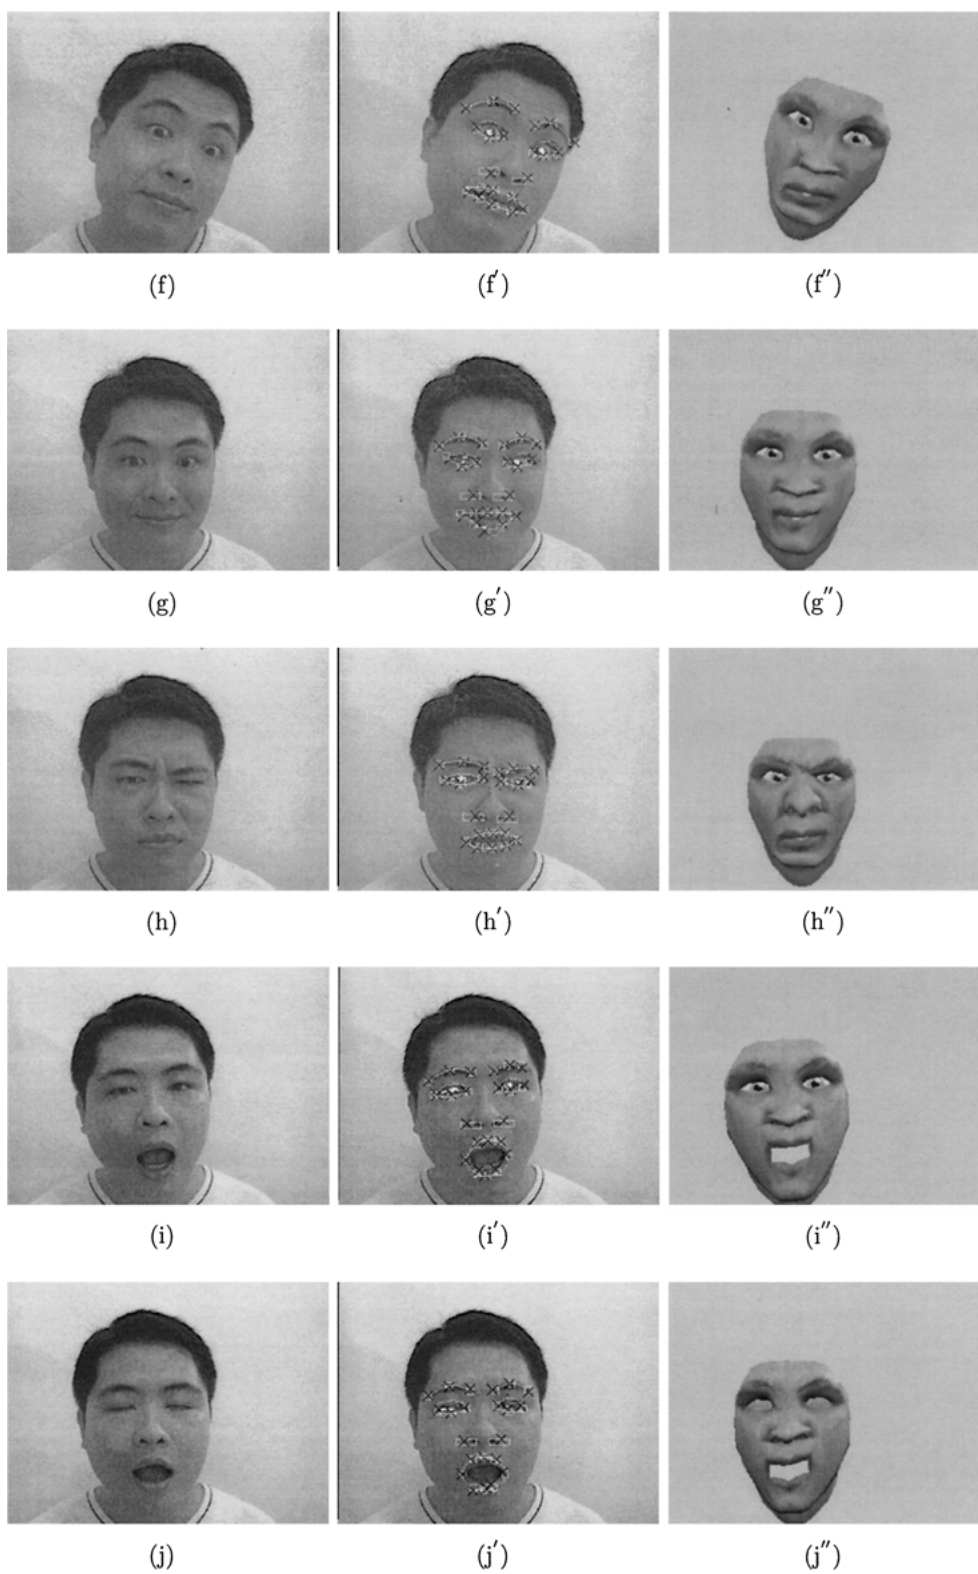 (f) (f′) (f″)
(g) (g′) (g″)
(h) (h′) (h″)
(i) (i′) (i″)
(j) (j′) (j″)